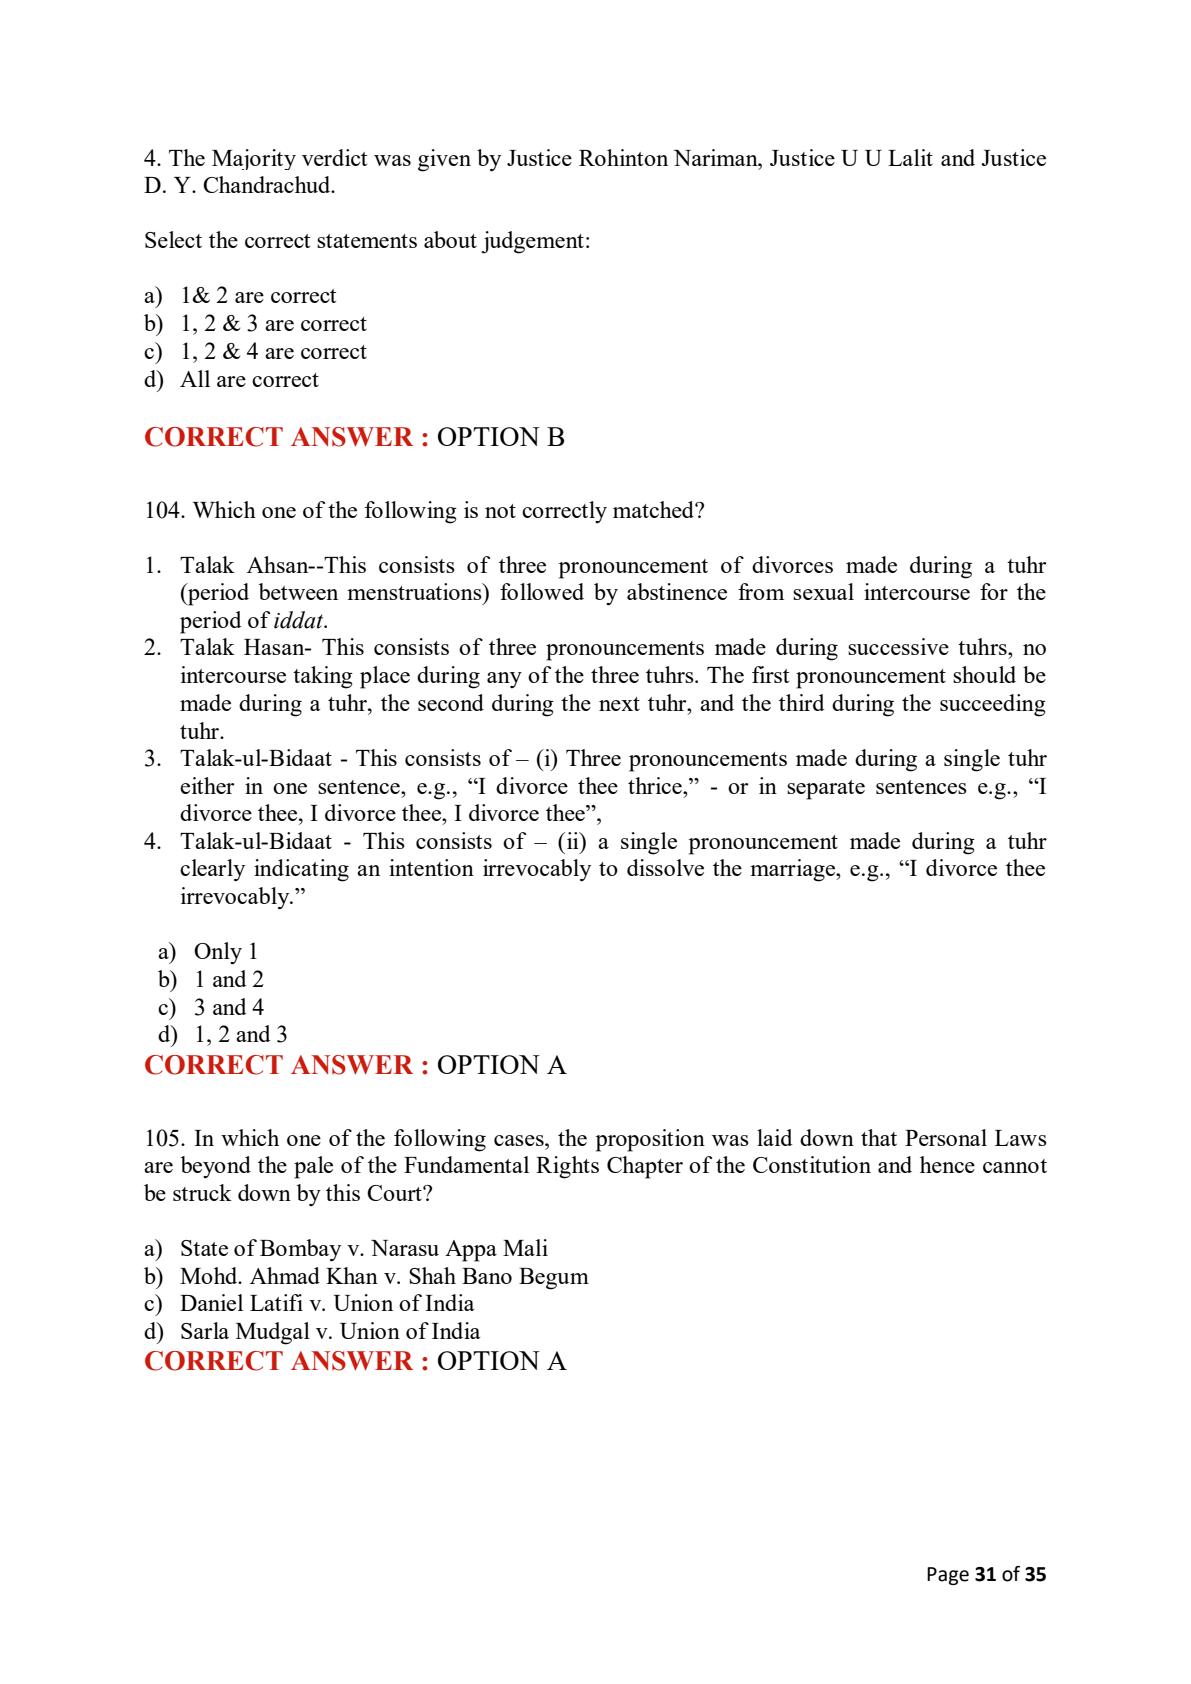 4. The Majority verdict was given by Justice Rohinton Nariman, Justice U U Lalit and Justice
D. Y. Chandrachud.
Select the correct statements about judgement:
a) 1& 2 are correct
b) 1, 2 & 3 are correct
c) 1, 2 & 4 are correct
d) All are correct
CORRECT ANSWER : OPTION B
104. Which one of the following is not correctly matched?
1. Talak Ahsan--This consists of three pronouncement of divorces made during a tuhr
(period between menstruations) followed by abstinence from sexual intercourse for the
period of iddat.
2. Talak Hasan- This consists of three pronouncements made during successive tuhrs, no
intercourse taking place during any of the three tuhrs. The first pronouncement should be
made during a tuhr, the second during the next tuhr, and the third during the succeeding
tuhr.
3. Talak-ul-Bidaat - This consists of – (i) Three pronouncements made during a single tuhr
either in one sentence, e.g., “I divorce thee thrice,” - or in separate sentences e.g., “I
divorce thee, I divorce thee, I divorce thee”,
4. Talak-ul-Bidaat - This consists of – (ii) a single pronouncement made during a tuhr
clearly indicating an intention irrevocably to dissolve the marriage, e.g., “I divorce thee
irrevocably.”
a) Only 1
b) 1 and 2
c) 3 and 4
d) 1, 2 and 3
CORRECT ANSWER : OPTION A
105. In which one of the following cases, the proposition was laid down that Personal Laws
are beyond the pale of the Fundamental Rights Chapter of the Constitution and hence cannot
be struck down by this Court?
a) State of Bombay v. Narasu Appa Mali
b) Mohd. Ahmad Khan v. Shah Bano Begum
c) Daniel Latifi v. Union of India
d) Sarla Mudgal v. Union of India
CORRECT ANSWER : OPTION A
Page 31 of 35